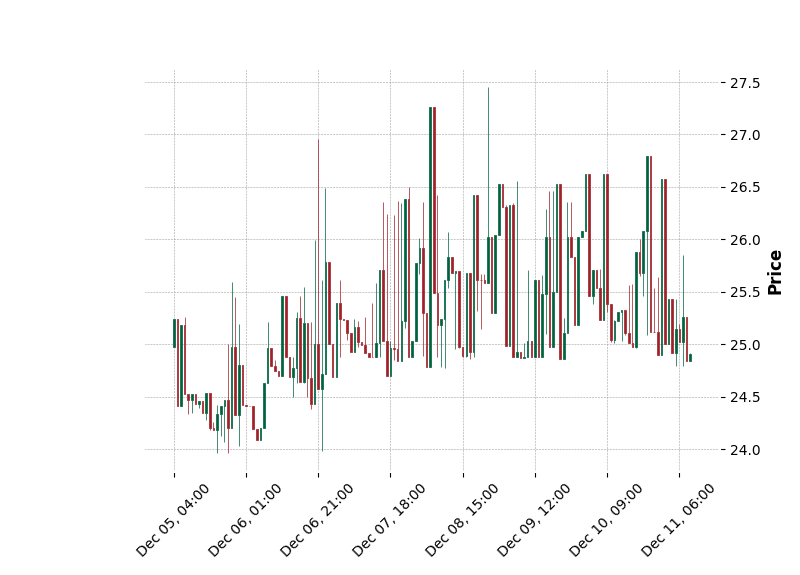 27.5
27.0
26.5
26.0
25.5
25.0
24.5
24.0
Price
Dec 05, 04:00
Dec 06, 01:00
Dec 06, 21:00
Dec 07, 18:00
Dec 08, 15:00
Dec 09, 12:00
Dec 10, 09:00
Dec 11, 06:00